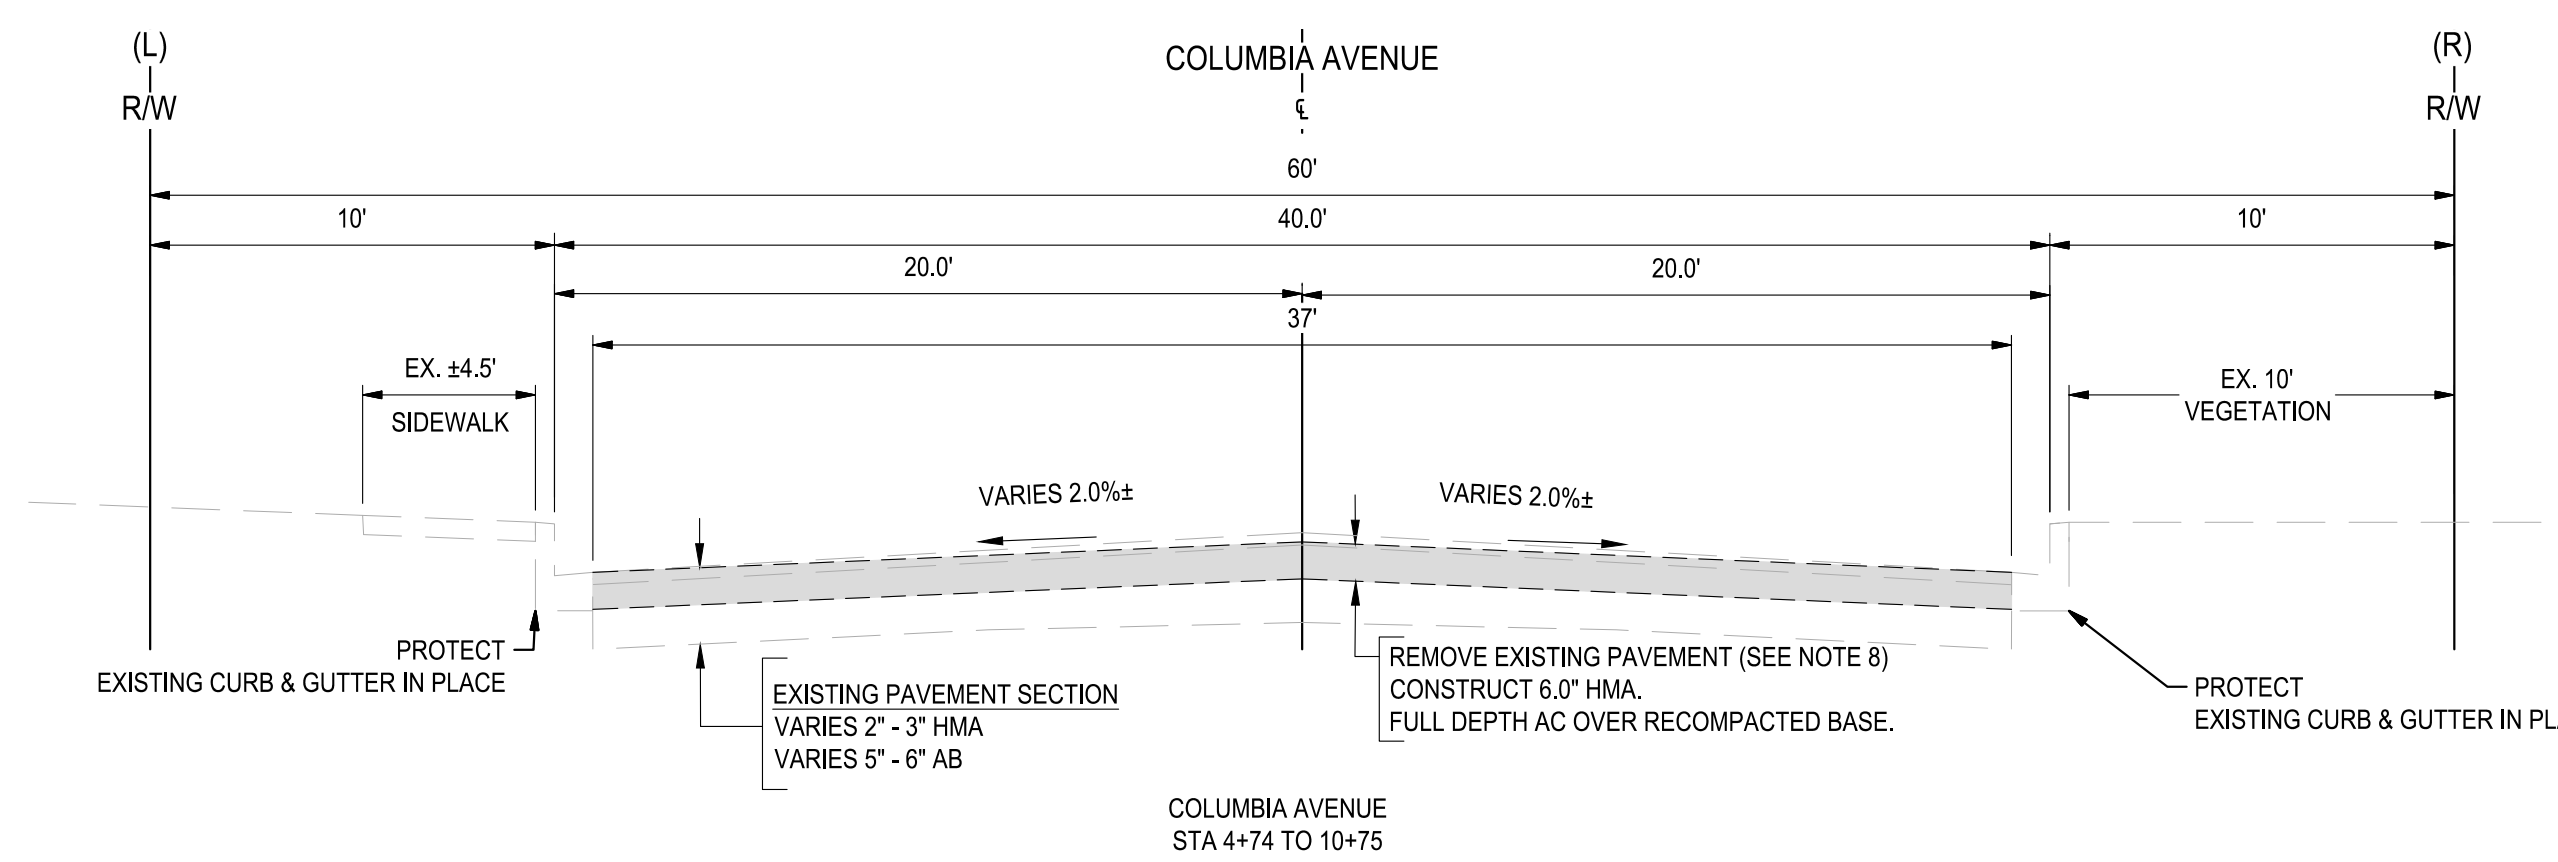 (L)
COLUMBIA AVENUE
(R)
R/W
℄
R/W
60'
10'
40.0'
10'
20.0'
20.0'
37'
EX. ±4.5'
SIDEWALK
EX. 10'
VEGETATION
VARIES 2.0%±
VARIES 2.0%±
PROTECT
EXISTING CURB & GUTTER IN PLACE
EXISTING PAVEMENT SECTION
VARIES 2" - 3" HMA
VARIES 5" - 6" AB
REMOVE EXISTING PAVEMENT (SEE NOTE 8)
CONSTRUCT 6.0" HMA.
FULL DEPTH AC OVER RECOMPACTED BASE.
PROTECT
EXISTING CURB & GUTTER IN
COLUMBIA AVENUE
STA 4+74 TO 10+75